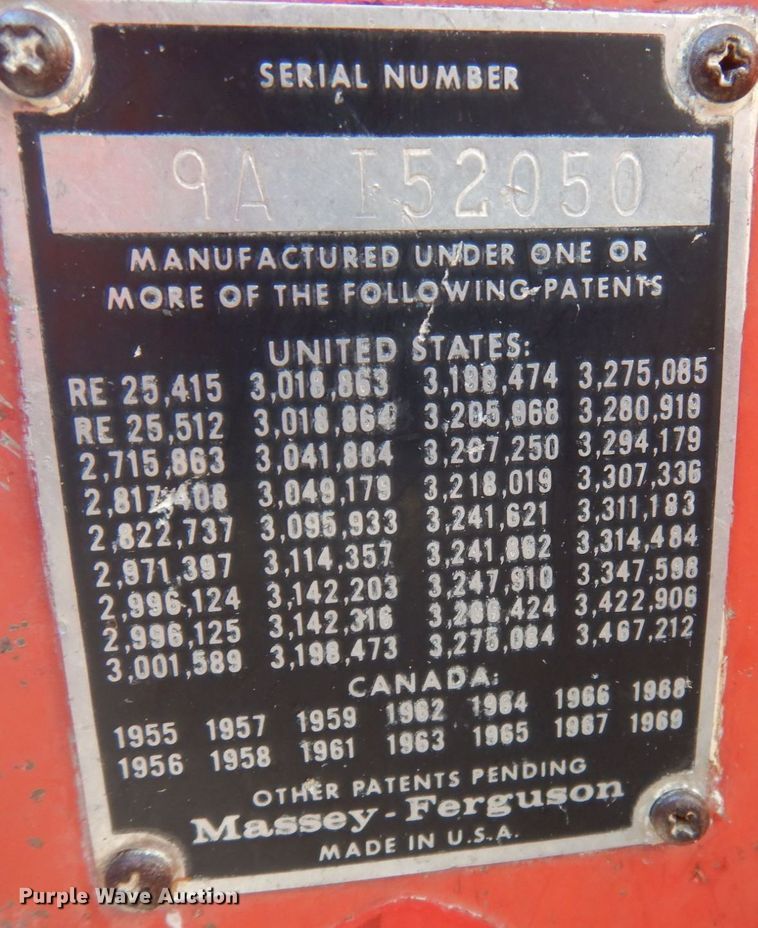 SERIAL NUMBER
9A 152050
MANUFACTURED UNDER ONE OR
MORE OF THE FOLLOWING PATENTS
UNITED STATES:
RE 25,415 3,018,863 3,198,474 3,275,085
RE 25,512 3,018,864 3,205,968 3,280,919
2,715,863 3,041,884 3,207,250 3,294,179
2,817,408 3,049,179 3,218,019 3,307,336
2,822,737 3,095,933 3,241,621 3,311,183
2,971,397 3,114,357 3,241,862 3,314,484
2,996,124 3,142,203 3,247,910 3,347,598
2,996,125 3,142,316 3,266,424 3,422,906
3,001,589 3,198,473 3,275,084 3,467,212
CANADA:
1955 1957 1959 1962 1964 1966 1968
1956 1958 1961 1963 1965 1967 1969
OTHER PATENTS PENDING
Massey-Ferguson
MADE IN U.S.A.
Purple Wave Auction